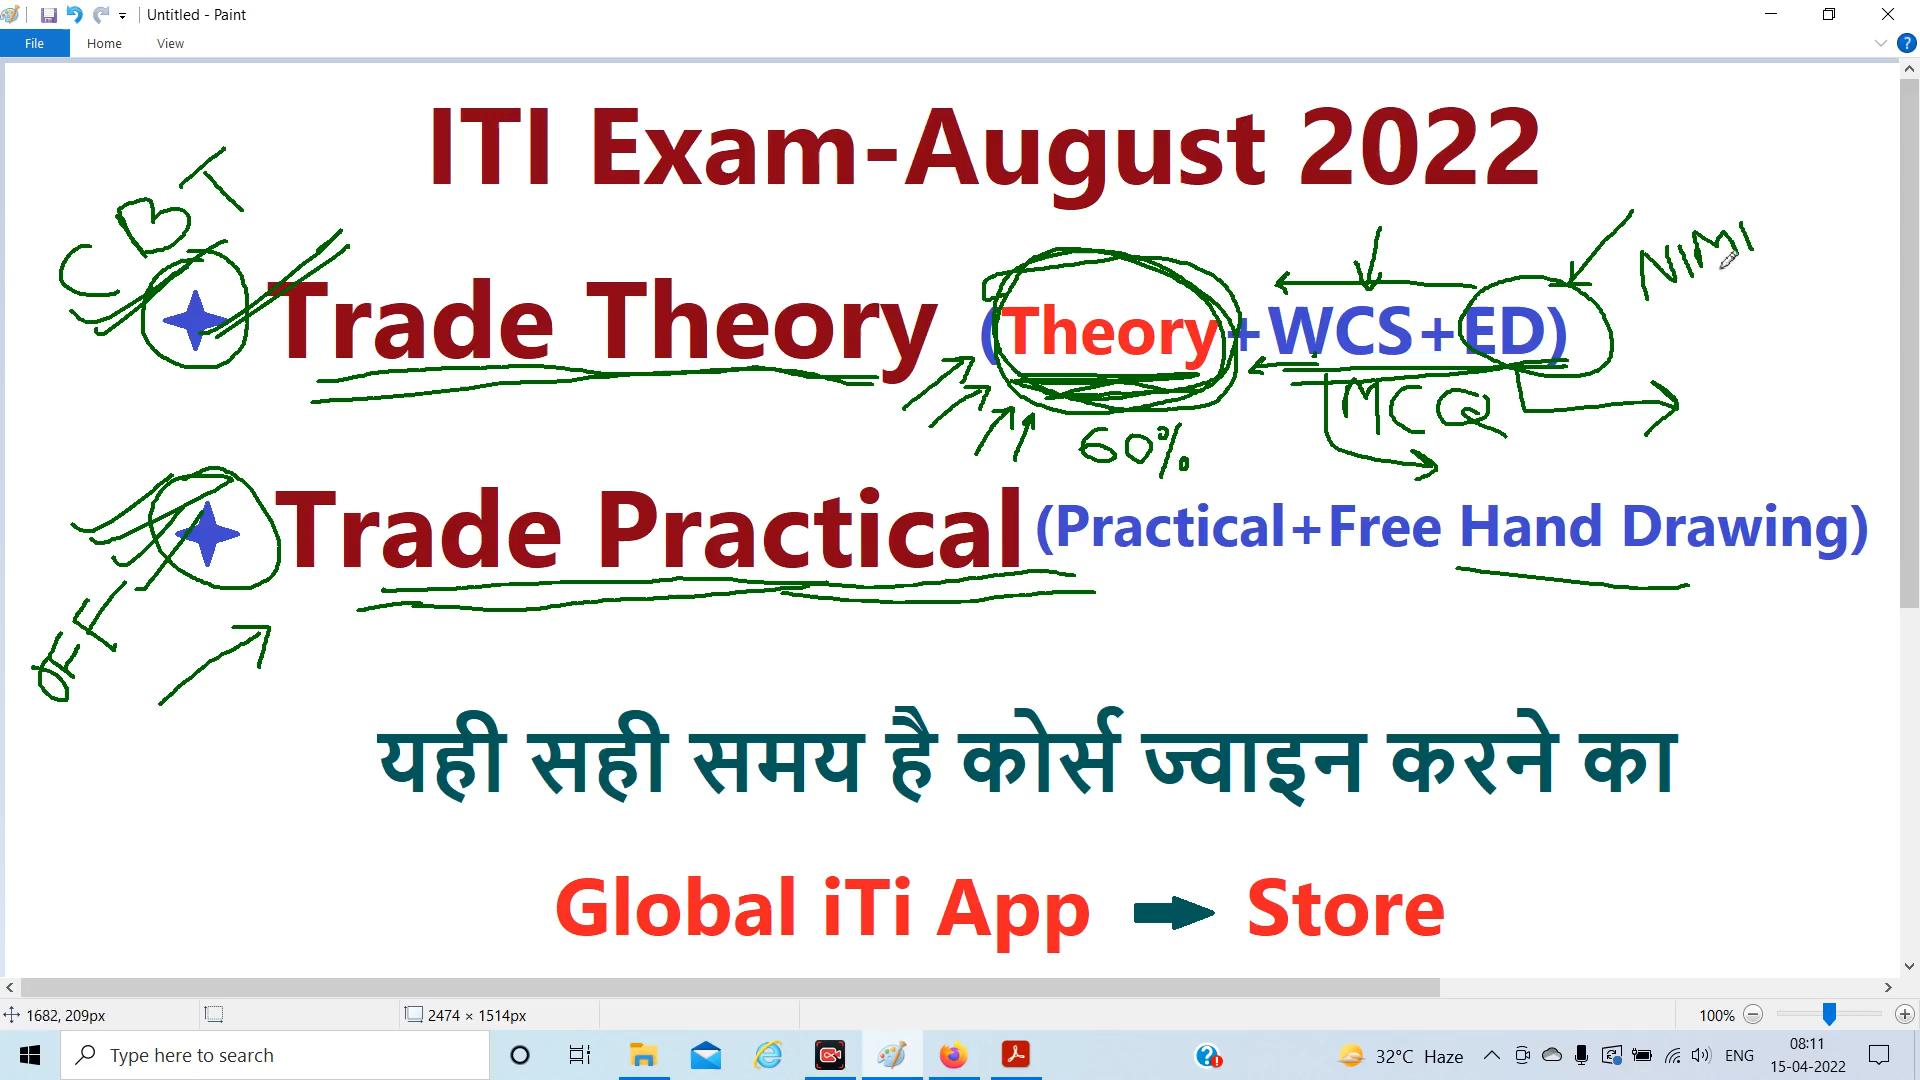 Untitled - Paint
File Home View
ITI Exam-August 2022
CBT
NIMI
Trade Theory (Theory+WCS+ED)
MCQ
60%
Trade Practical (Practical+Free Hand Drawing)
OFF
यही सही समय है कोर्स ज्वाइन करने का
Global iTi App Store
1682, 209px 2474 × 1514px 100%
Type here to search 32°C Haze ENG 08:11
15-04-2022